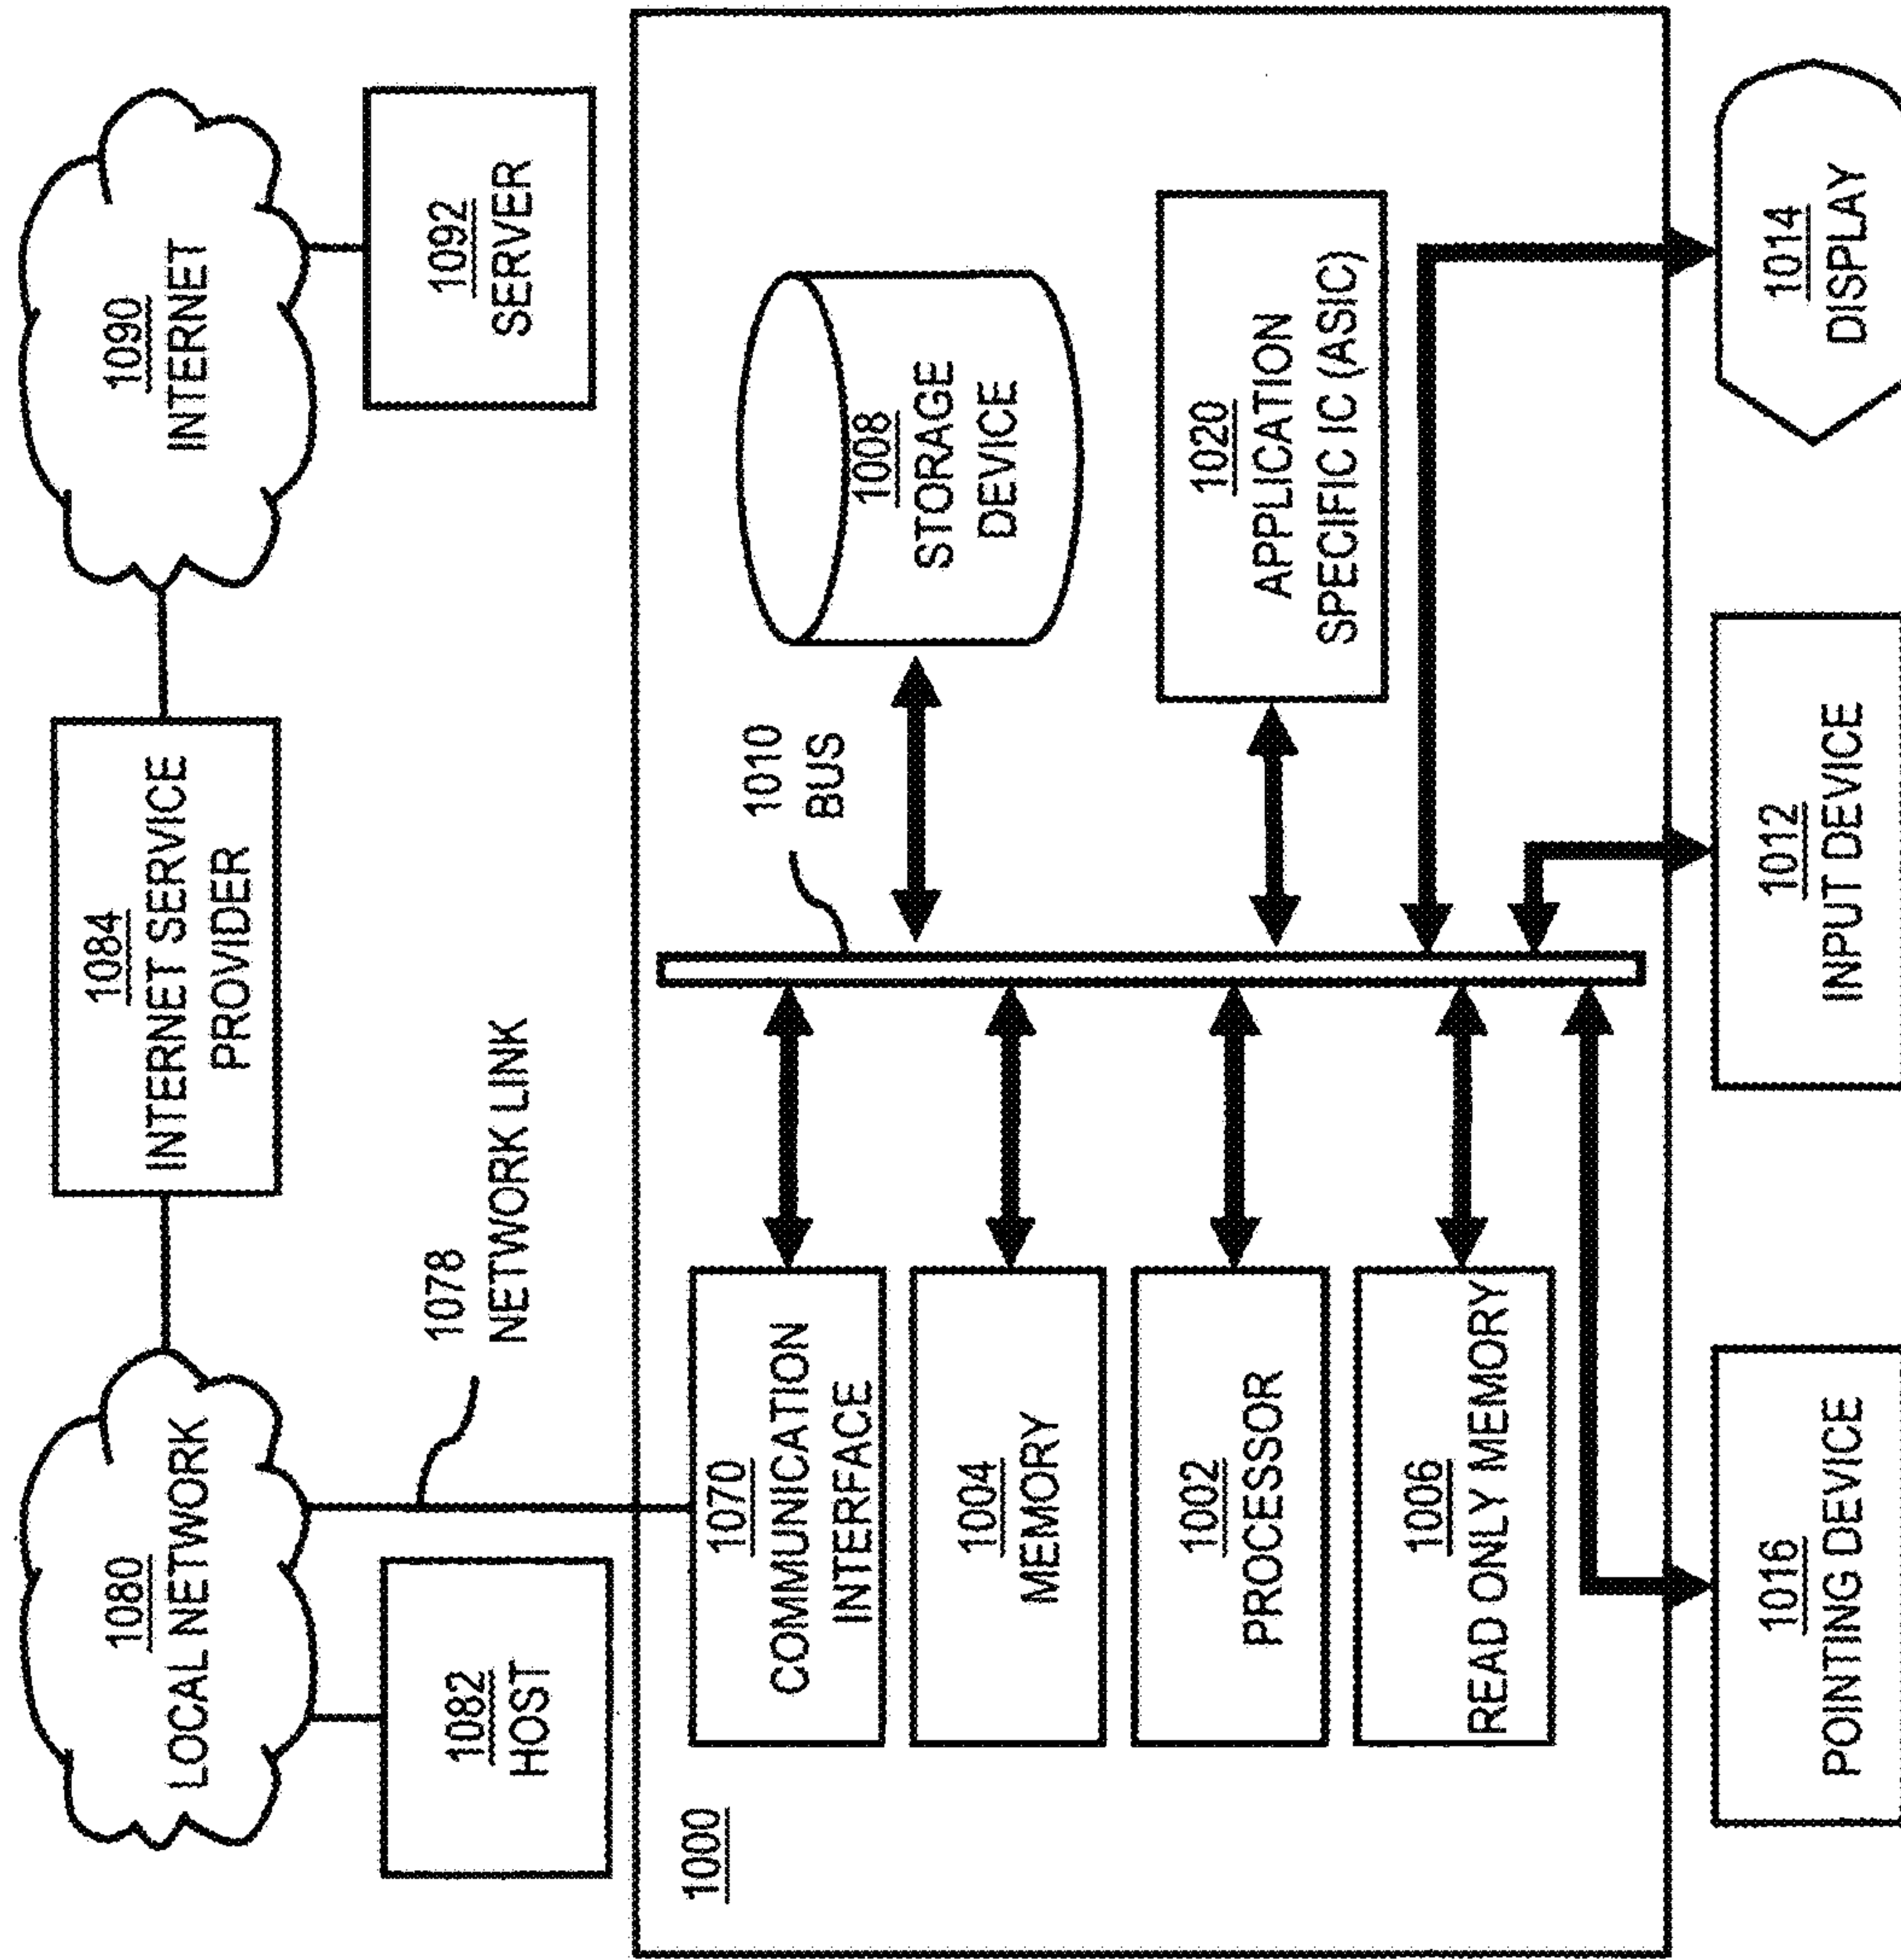 1080
LOCAL NETWORK
1084
INTERNET SERVICE
PROVIDER
1090
INTERNET
1082
HOST
1078
NETWORK LINK
1092
SERVER
1000
1070
COMMUNICATION
INTERFACE
1010
BUS
1008
STORAGE
DEVICE
1004
MEMORY
1002
PROCESSOR
1020
APPLICATION
SPECIFIC IC (ASIC)
1006
READ ONLY MEMORY
1016
POINTING DEVICE
1012
INPUT DEVICE
1014
DISPLAY